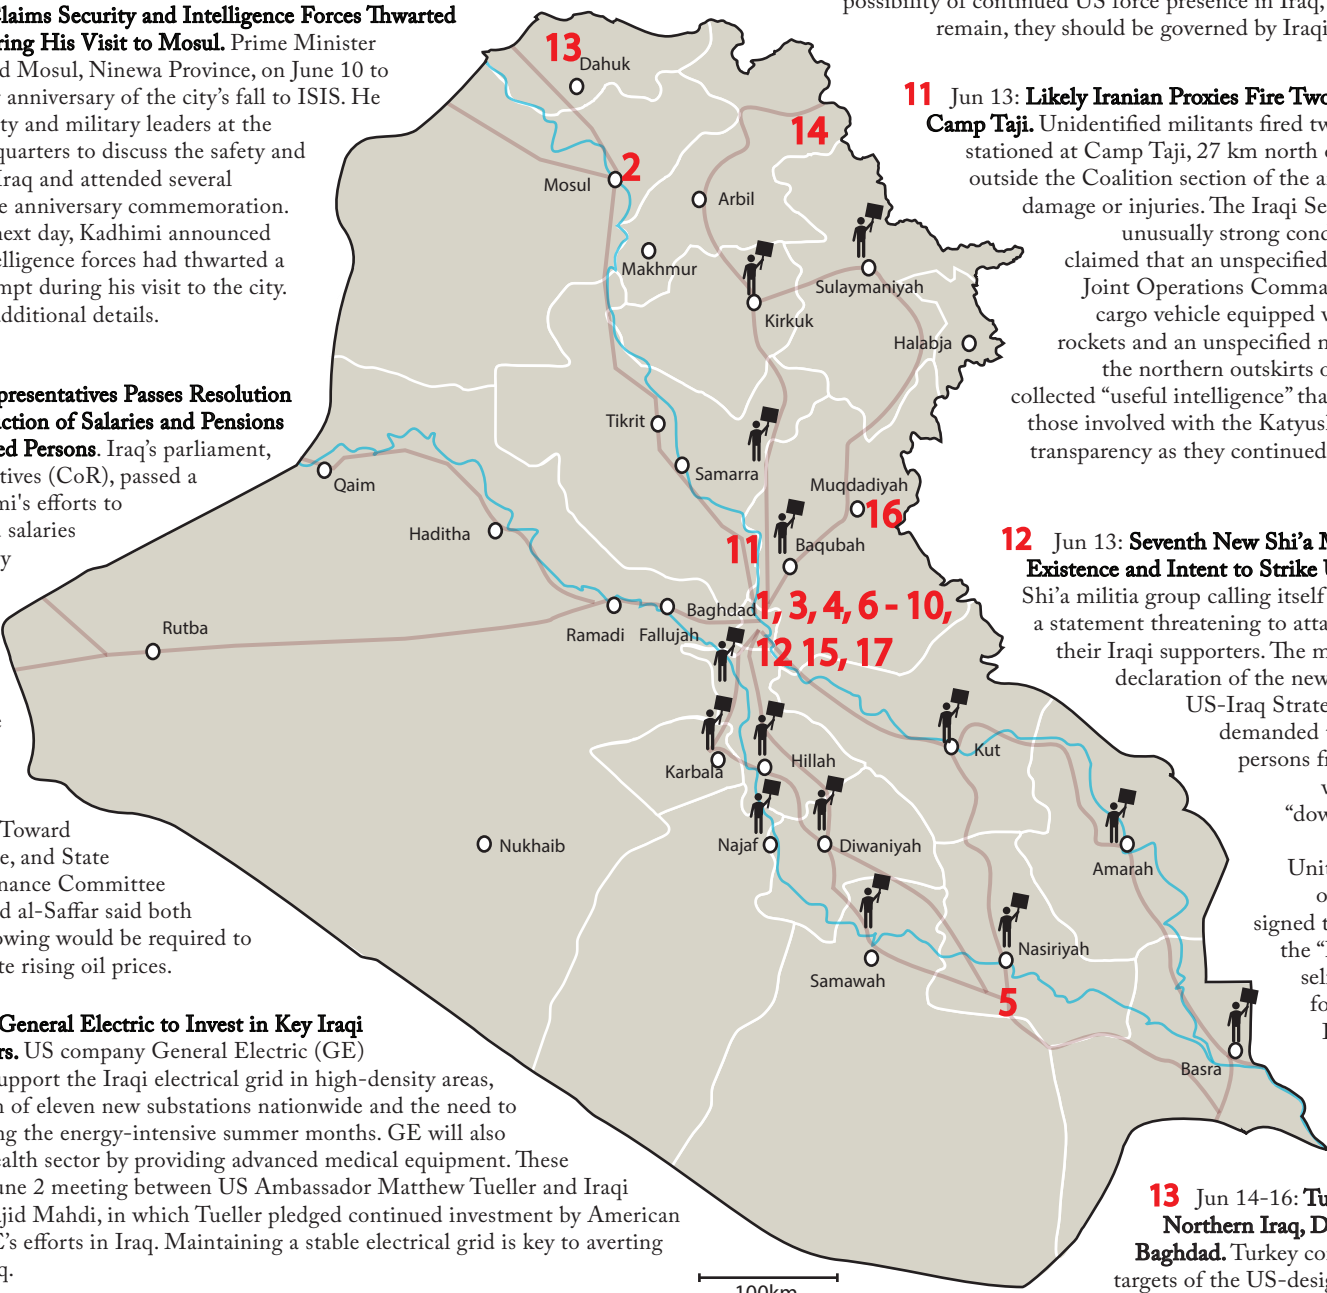 Claims Security and Intelligence Forces Thwarted
ring His Visit to Mosul. Prime Minister
d Mosul, Ninewa Province, on June 10 to
anniversary of the city's fall to ISIS. He
ty and military leaders at the
quarters to discuss the safety and
Iraq and attended several
e anniversary commemoration.
next day, Kadhimi announced
elligence forces had thwarted a
mpt during his visit to the city.
additional details.
presentatives Passes Resolution
ction of Salaries and Pensions
ed Persons. Iraq's parliament,
tives (CoR), passed a
mi's efforts to
salaries
y
e
Toward
e, and State
nance Committee
d al-Saffar said both
owing would be required to
te rising oil prices.
General Electric to Invest in Key Iraqi
rs. US company General Electric (GE)
upport the Iraqi electrical grid in high-density areas,
n of eleven new substations nationwide and the need to
ng the energy-intensive summer months. GE will also
ealth sector by providing advanced medical equipment. These
une 2 meeting between US Ambassador Matthew Tueller and Iraqi
jid Mahdi, in which Tueller pledged continued investment by American
E's efforts in Iraq. Maintaining a stable electrical grid is key to averting
q.
13
Dahuk
14
2
Mosul
Arbil
Makhmur
Sulaymaniyah
Kirkuk
Halabja
Tikrit
Samarra
Qaim
Muqdadiyah
16
Haditha
11
Baqubah
Baghdad
1, 3, 4, 6 - 10,
12 15, 17
Ramadi
Fallujah
Rutba
Kut
Karbala
Hillah
Nukhaib
Najaf
Diwaniyah
Amarah
Nasiriyah
Samawah
5
Basra
100km
possibility of continued US force presence in Iraq,
remain, they should be governed by Iraqi
11 Jun 13: Likely Iranian Proxies Fire Two
Camp Taji. Unidentified militants fired tw
stationed at Camp Taji, 27 km north o
outside the Coalition section of the a
damage or injuries. The Iraqi Se
unusually strong cond
claimed that an unspecified
Joint Operations Comma
cargo vehicle equipped w
rockets and an unspecified n
the northern outskirts o
collected “useful intelligence” tha
those involved with the Katyush
transparency as they continued
12 Jun 13: Seventh New Shi’a M
Existence and Intent to Strike U
Shi’a militia group calling itself
a statement threatening to atta
their Iraqi supporters. The m
declaration of the new
US-Iraq Strate
demanded
persons fr
“dow
Unit
o
signed t
the “
sel
fo
13 Jun 14-16: Tu
Northern Iraq, D
Baghdad. Turkey co
targets of the US-desig